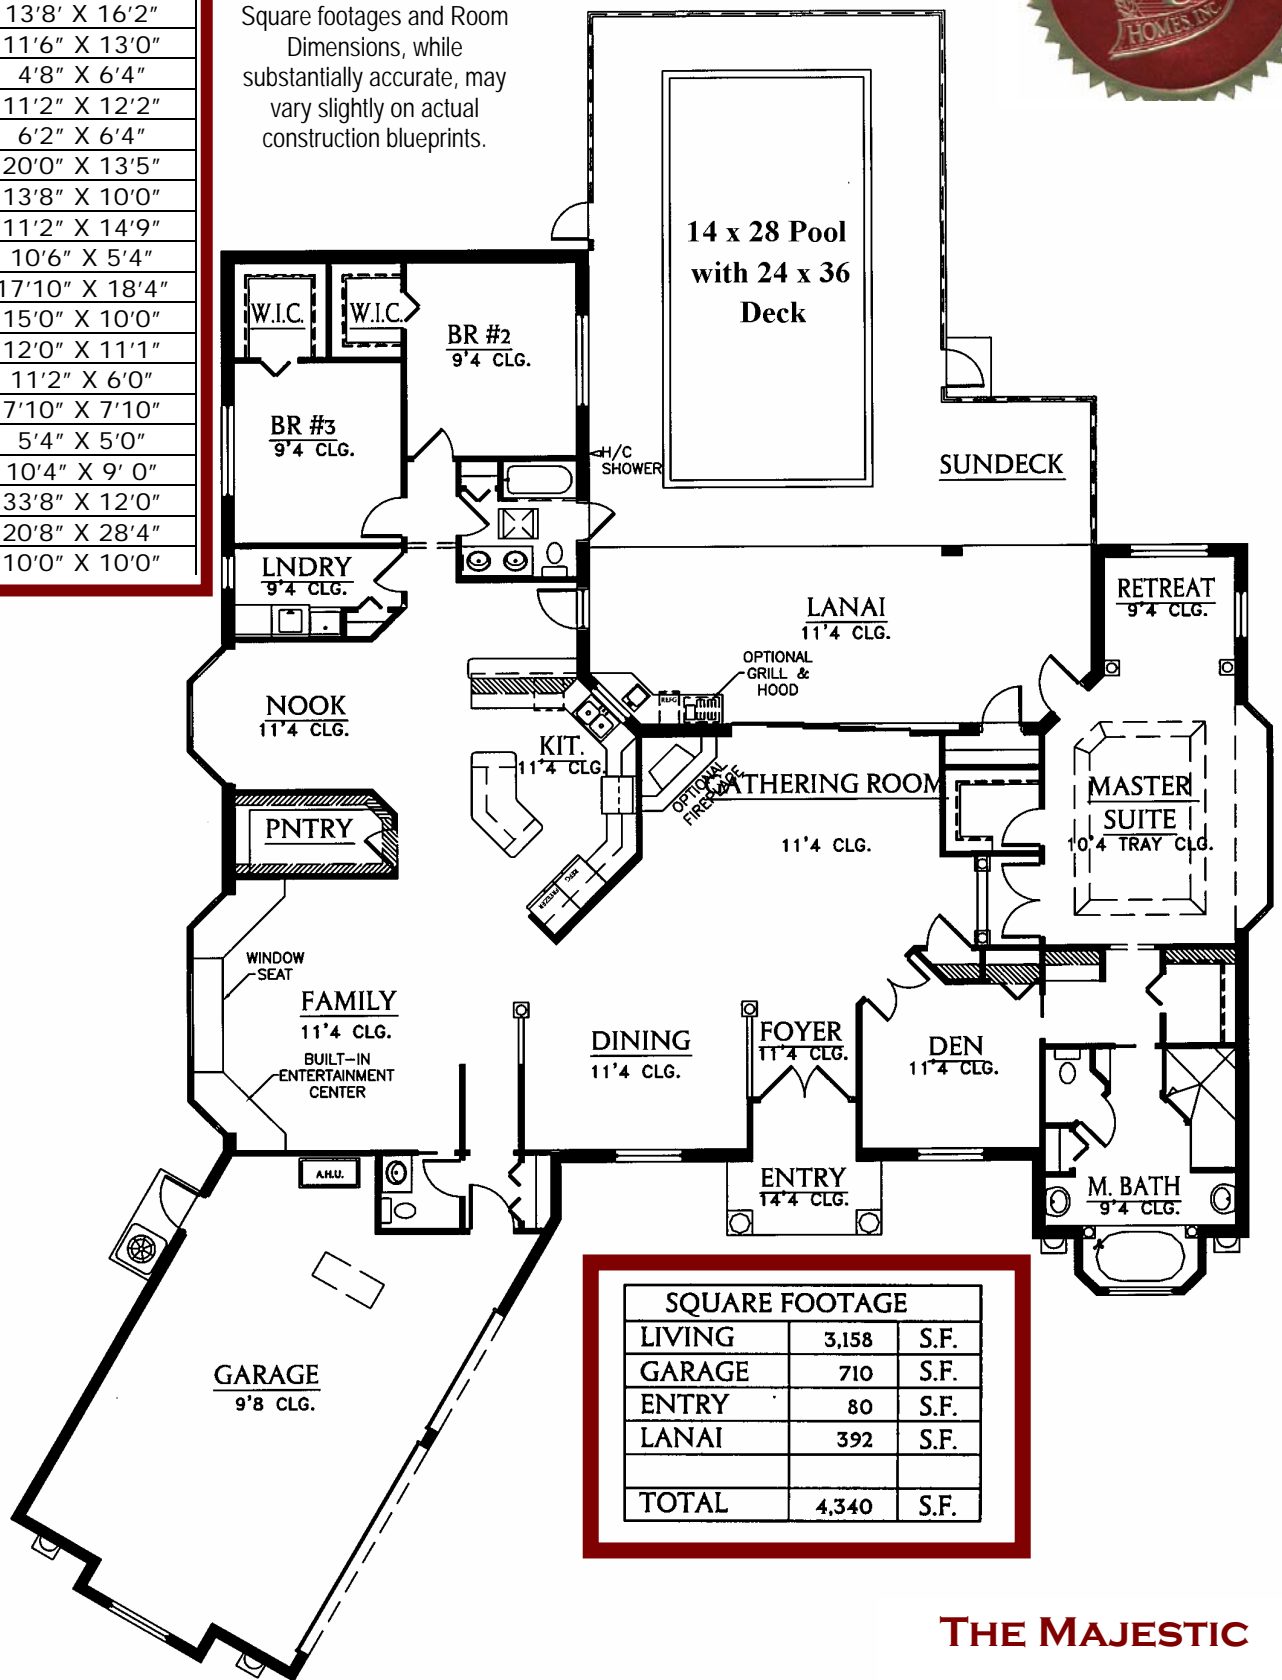 13'8' X 16'2"
11'6" X 13'0"
4'8" X 6'4"
11'2" X 12'2"
6'2" X 6'4"
20'0" X 13'5"
13'8" X 10'0"
11'2" X 14'9"
10'6" X 5'4"
17'10" X 18'4"
15'0" X 10'0"
12'0" X 11'1"
11'2" X 6'0"
7'10" X 7'10"
5'4" X 5'0"
10'4" X 9' 0"
33'8" X 12'0"
20'8" X 28'4"
10'0" X 10'0"
Square footages and Room
Dimensions, while
substantially accurate, may
vary slightly on actual
construction blueprints.
HOMES, INC
14 x 28 Pool
with 24 x 36
Deck
W.I.C.
W.I.C.
BR #2
9'4 CLG.
BR #3
9'4 CLG.
H/C
SHOWER
SUNDECK
LNDRY
9'4 CLG.
LANAI
11'4 CLG.
RETREAT
9'4 CLG.
OPTIONAL
GRILL &
HOOD
REFG
NOOK
11'4 CLG.
KIT.
11'4 CLG.
OPTIONAL
FIREPLACE
GATHERING ROOM
11'4 CLG.
MASTER
SUITE
10'4 TRAY CLG.
PNTRY
REFG
FREEZER
WINDOW
SEAT
FAMILY
11'4 CLG.
BUILT-IN
ENTERTAINMENT
CENTER
DINING
11'4 CLG.
FOYER
11'4 CLG.
DEN
11'4 CLG.
A.H.U.
ENTRY
14'4 CLG.
M. BATH
9'4 CLG.
GARAGE
9'8 CLG.
SQUARE FOOTAGE
LIVING 3,158 S.F.
GARAGE 710 S.F.
ENTRY 80 S.F.
LANAI 392 S.F.
TOTAL 4,340 S.F.
THE MAJESTIC